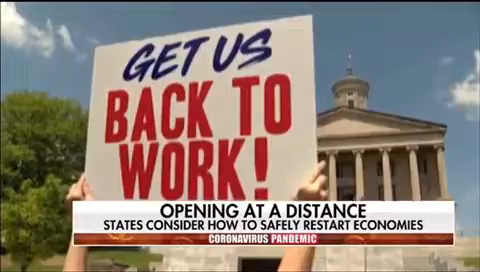 GET US
BACK TO
WORK!
OPENING AT A DISTANCE
STATES CONSIDER HOW TO SAFELY RESTART ECONOMIES
CORONAVIRUS PANDEMIC